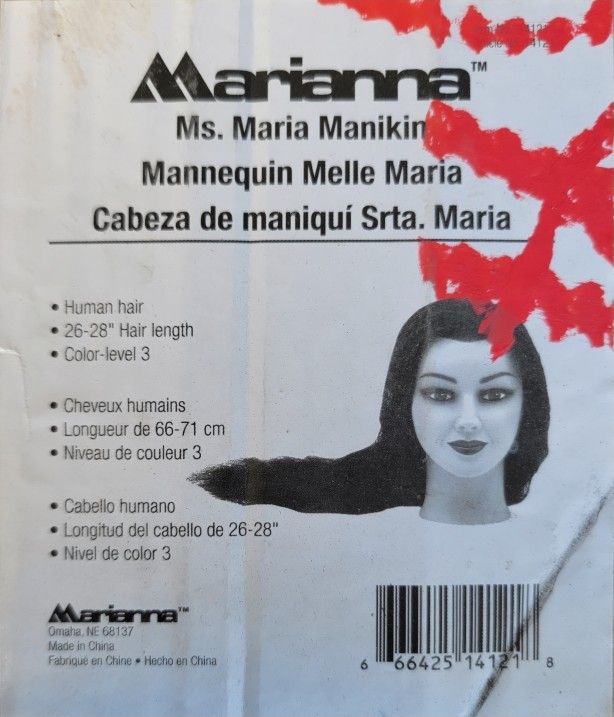 Marianna™
Ms. Maria Manikin
Mannequin Melle Maria
Cabeza de maniquí Srta. Maria
• Human hair
• 26-28" Hair length
• Color-level 3
• Cheveux humains
• Longueur de 66-71 cm
• Niveau de couleur 3
• Cabello humano
• Longitud del cabello de 26-28"
• Nivel de color 3
Marianna™
Omaha, NE 68137
Made in China
Fabriqué en Chine • Hecho en China
6 66425 14121 8